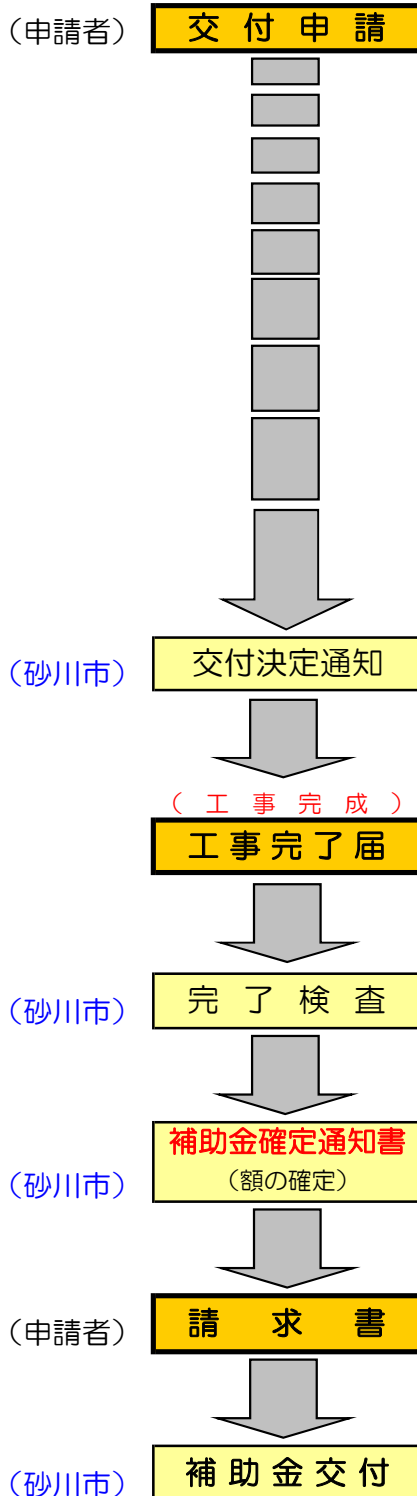 （申請者） 交付申請
（砂川市） 交付決定通知
（工事完成）
工事完了届
（砂川市） 完了検査
補助金確定通知書
（砂川市） （額の確定）
（申請者） 請求書
（砂川市） 補助金交付